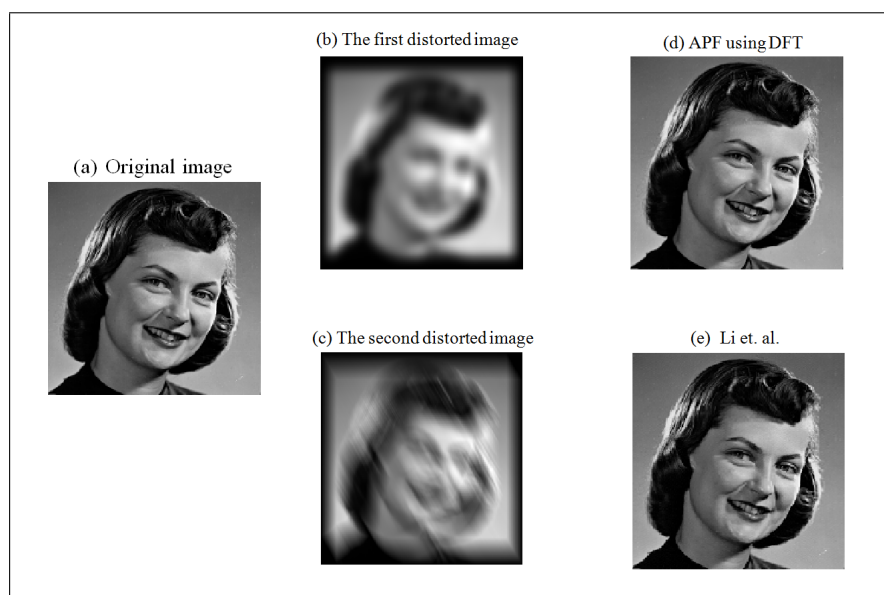 (a) Original image
(b) The first distorted image
(c) The second distorted image
(d) APF using DFT
(e) Li et. al.